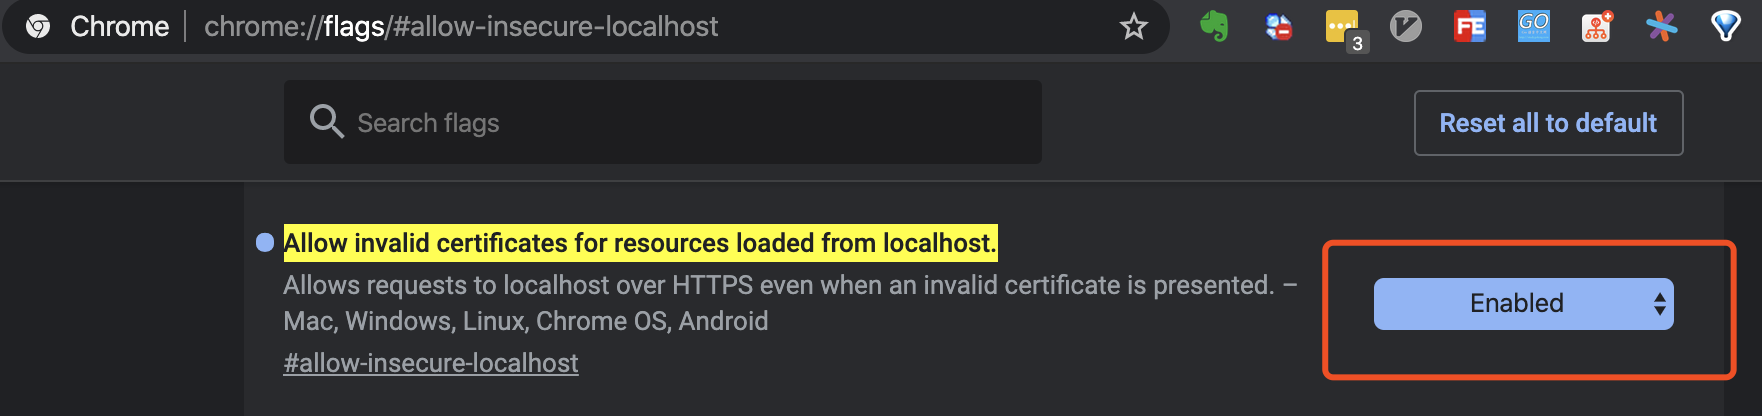 Chrome chrome://flags/#allow-insecure-localhost
3
FE
GO
Search flags
Reset all to default
Allow invalid certificates for resources loaded from localhost.
Allows requests to localhost over HTTPS even when an invalid certificate is presented. –
Mac, Windows, Linux, Chrome OS, Android
#allow-insecure-localhost
Enabled